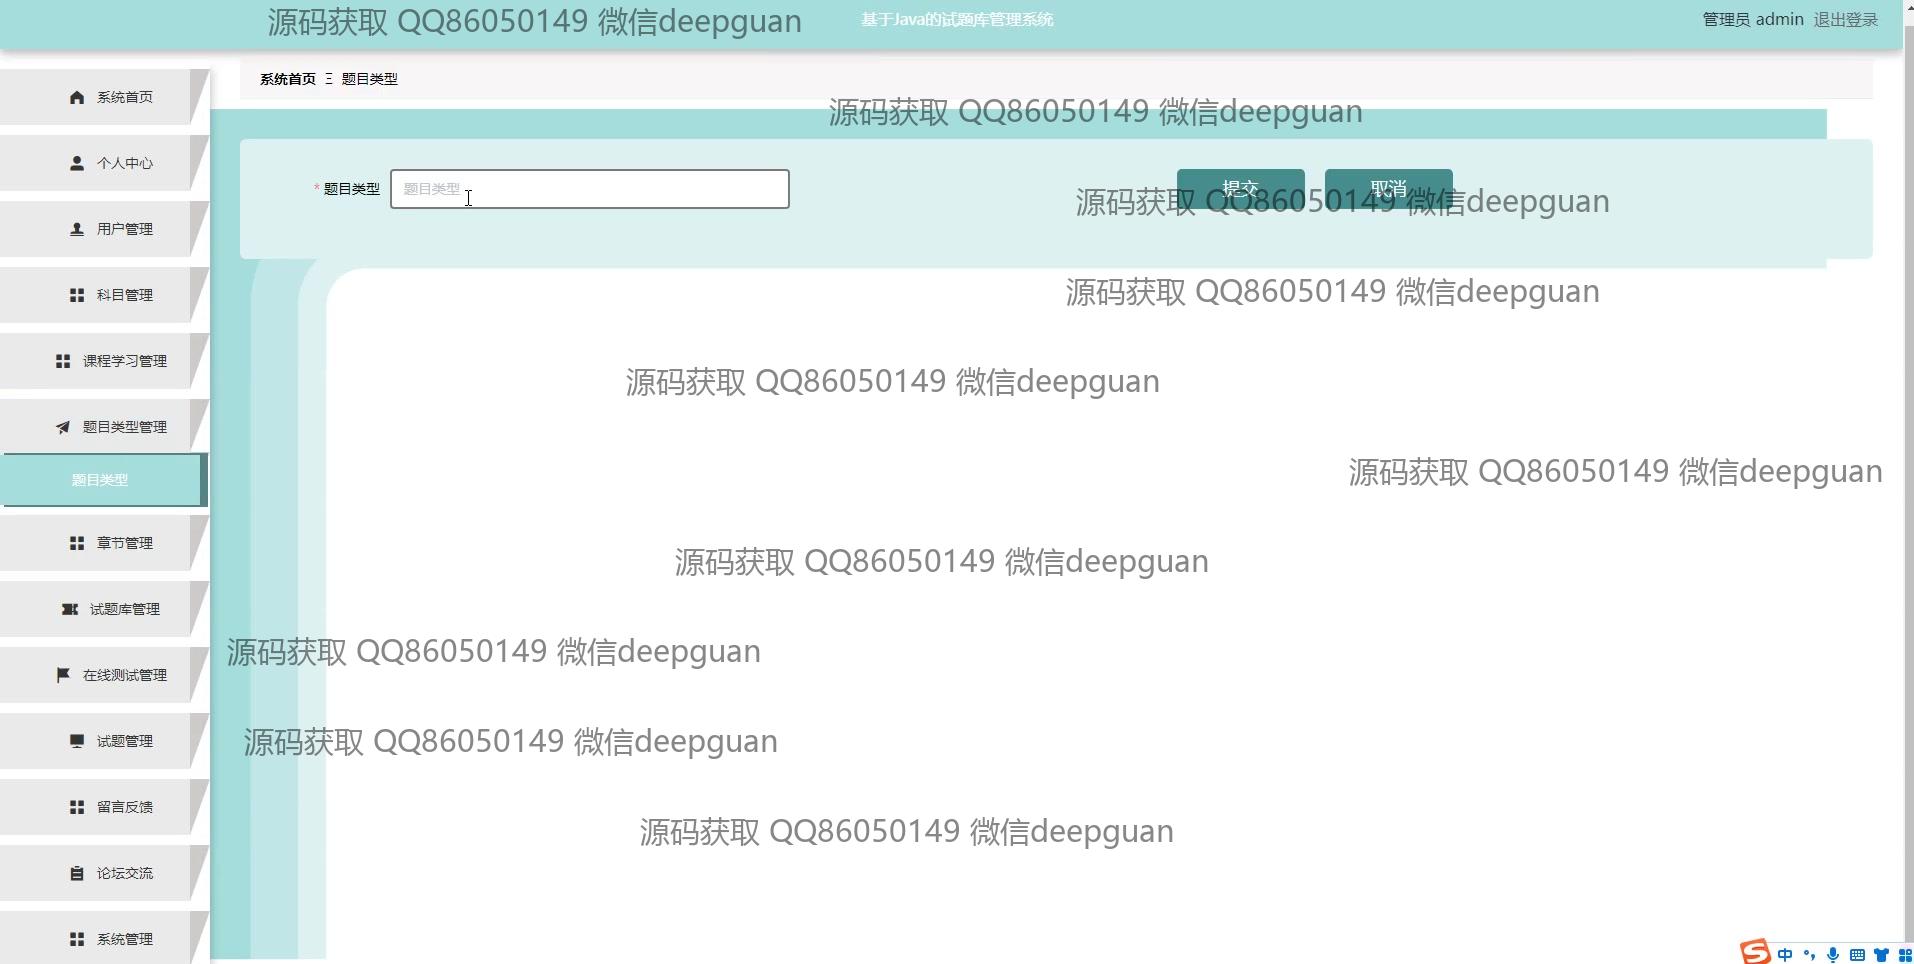 源码获取 QQ86050149 微信deepguan
基于Java的试题库管理系统
管理员 admin 退出登录
系统首页 Ξ 题目类型
源码获取 QQ86050149 微信deepguan
* 题目类型 题目类型
提交 取消
源码获取 QQ86050149 微信deepguan
源码获取 QQ86050149 微信deepguan
源码获取 QQ86050149 微信deepguan
源码获取 QQ86050149 微信deepguan
源码获取 QQ86050149 微信deepguan
源码获取 QQ86050149 微信deepguan
源码获取 QQ86050149 微信deepguan
源码获取 QQ86050149 微信deepguan
系统首页
个人中心
用户管理
科目管理
课程学习管理
题目类型管理
题目类型
章节管理
试题库管理
在线测试管理
试题管理
留言反馈
论坛交流
系统管理
S 中